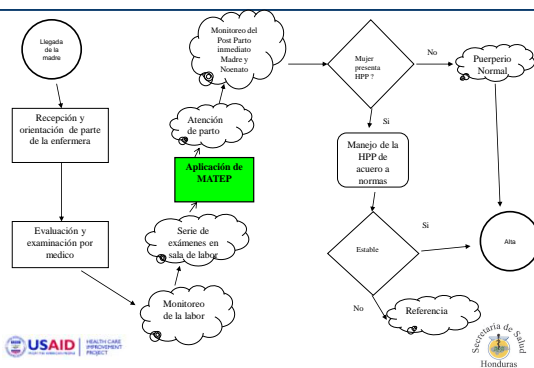 Llegada
de la
madre
Recepción y
orientación de parte
de la enfermera
Evaluación y
examinación por
medico
Monitoreo
de la labor
Serie de
exámenes en
sala de labor
Aplicación de
MATEP
Atención
de parto
Monitoreo del
Post Parto
inmediato
Madre y
Noenato
Mujer
presenta
HPP ?
No
Puerperio
Normal
Si
Manejo de la
HPP de
acuero a
normas
Estable
Si
Alta
No
Referencia
USAID
HEALTH CARE
IMPROVEMENT
PROJECT
Secretaria de Salud
Honduras